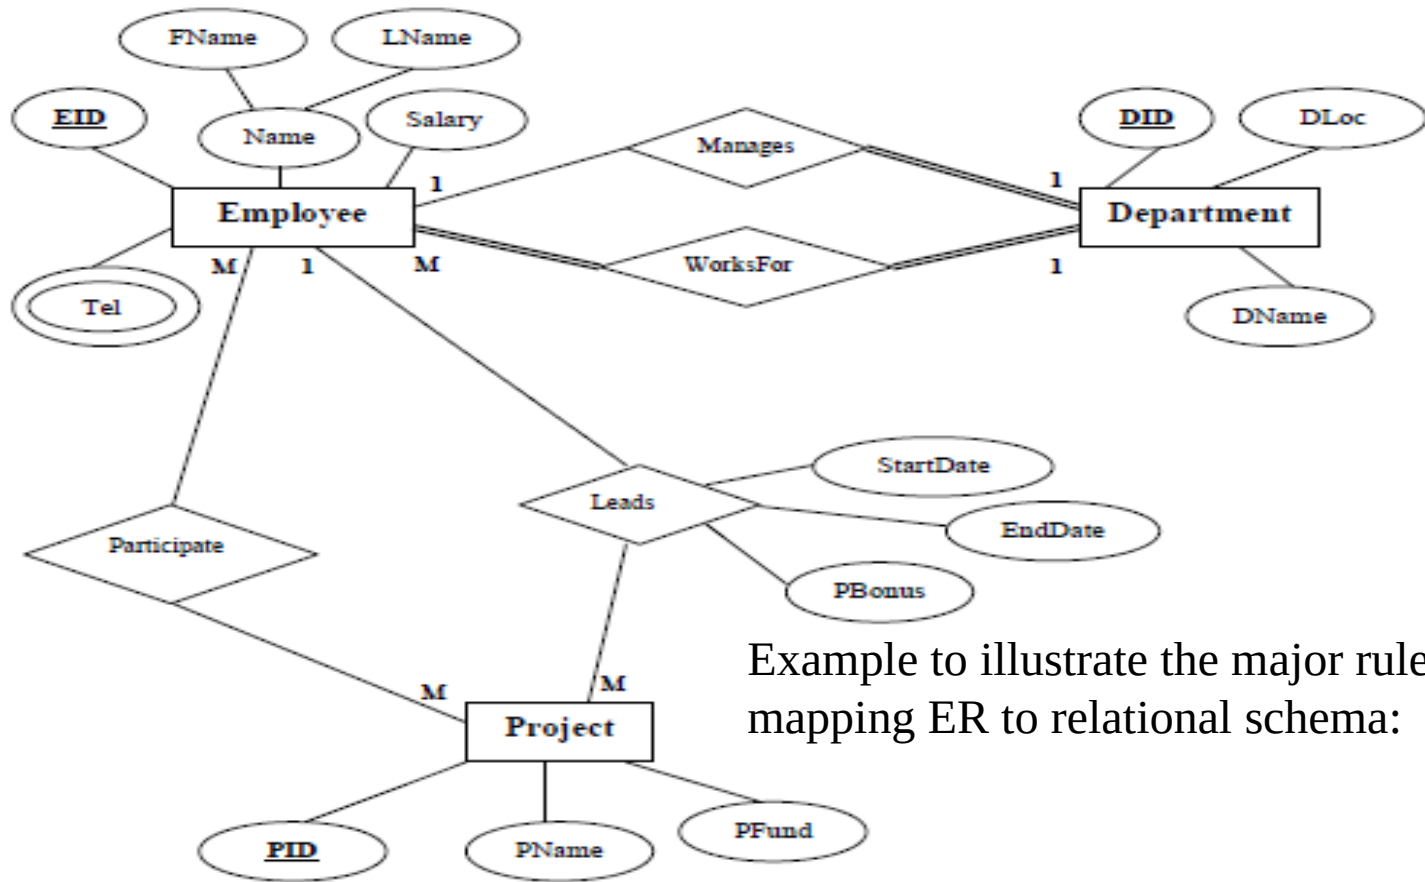 FName
LName
EID
Name
Salary
Manages
DID
DLoc
1
1
Employee
Department
M
1
M
WorksFor
1
Tel
DName
StartDate
Leads
EndDate
Participate
PBonus
Example to illustrate the major rule
M
M
Project
mapping ER to relational schema:
PID
PName
PFund